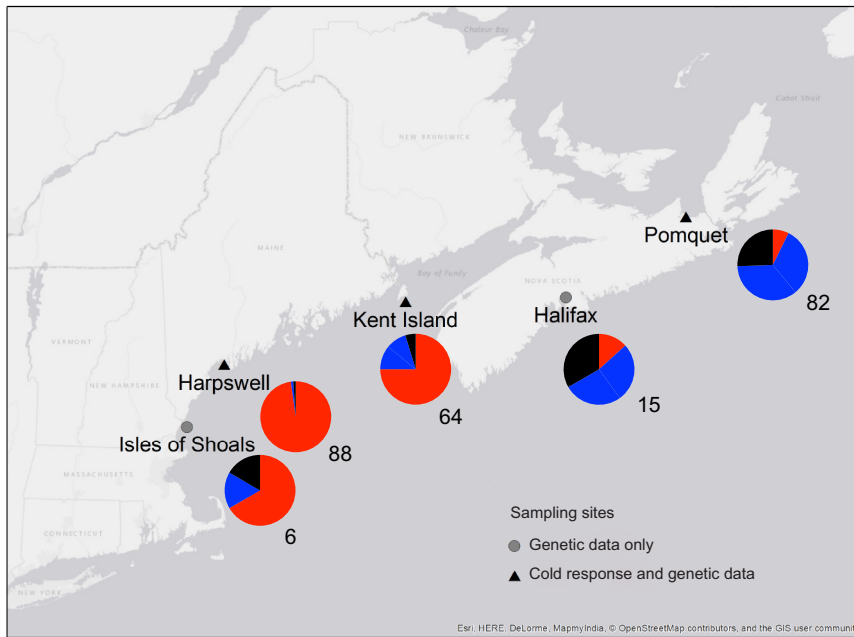 Chaleur Bay
Cabot Strait
NEW BRUNSWICK
Pomquet
MAINE
Bay of Fundy
NOVA SCOTIA
82
Kent Island
Halifax
VERMONT
Harpswell
NEW HAMPSHIRE
64
15
Isles of Shoals
88
MASSACHUSETTS
6
Sampling sites
CONNECTICUT
Genetic data only
Cold response and genetic data
NEW YORK
Esri, HERE, DeLorme, MapmyIndia, © OpenStreetMap contributors, and the GIS user communit